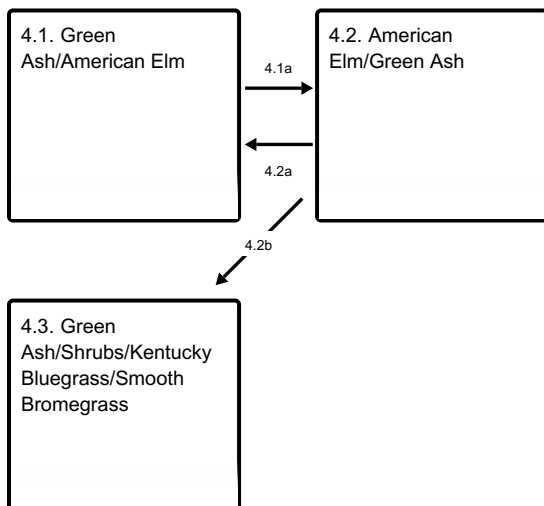 4.1. Green
Ash/American Elm
4.1a
4.2. American
Elm/Green Ash
4.2a
4.2b
4.3. Green
Ash/Shrubs/Kentucky
Bluegrass/Smooth
Bromegrass